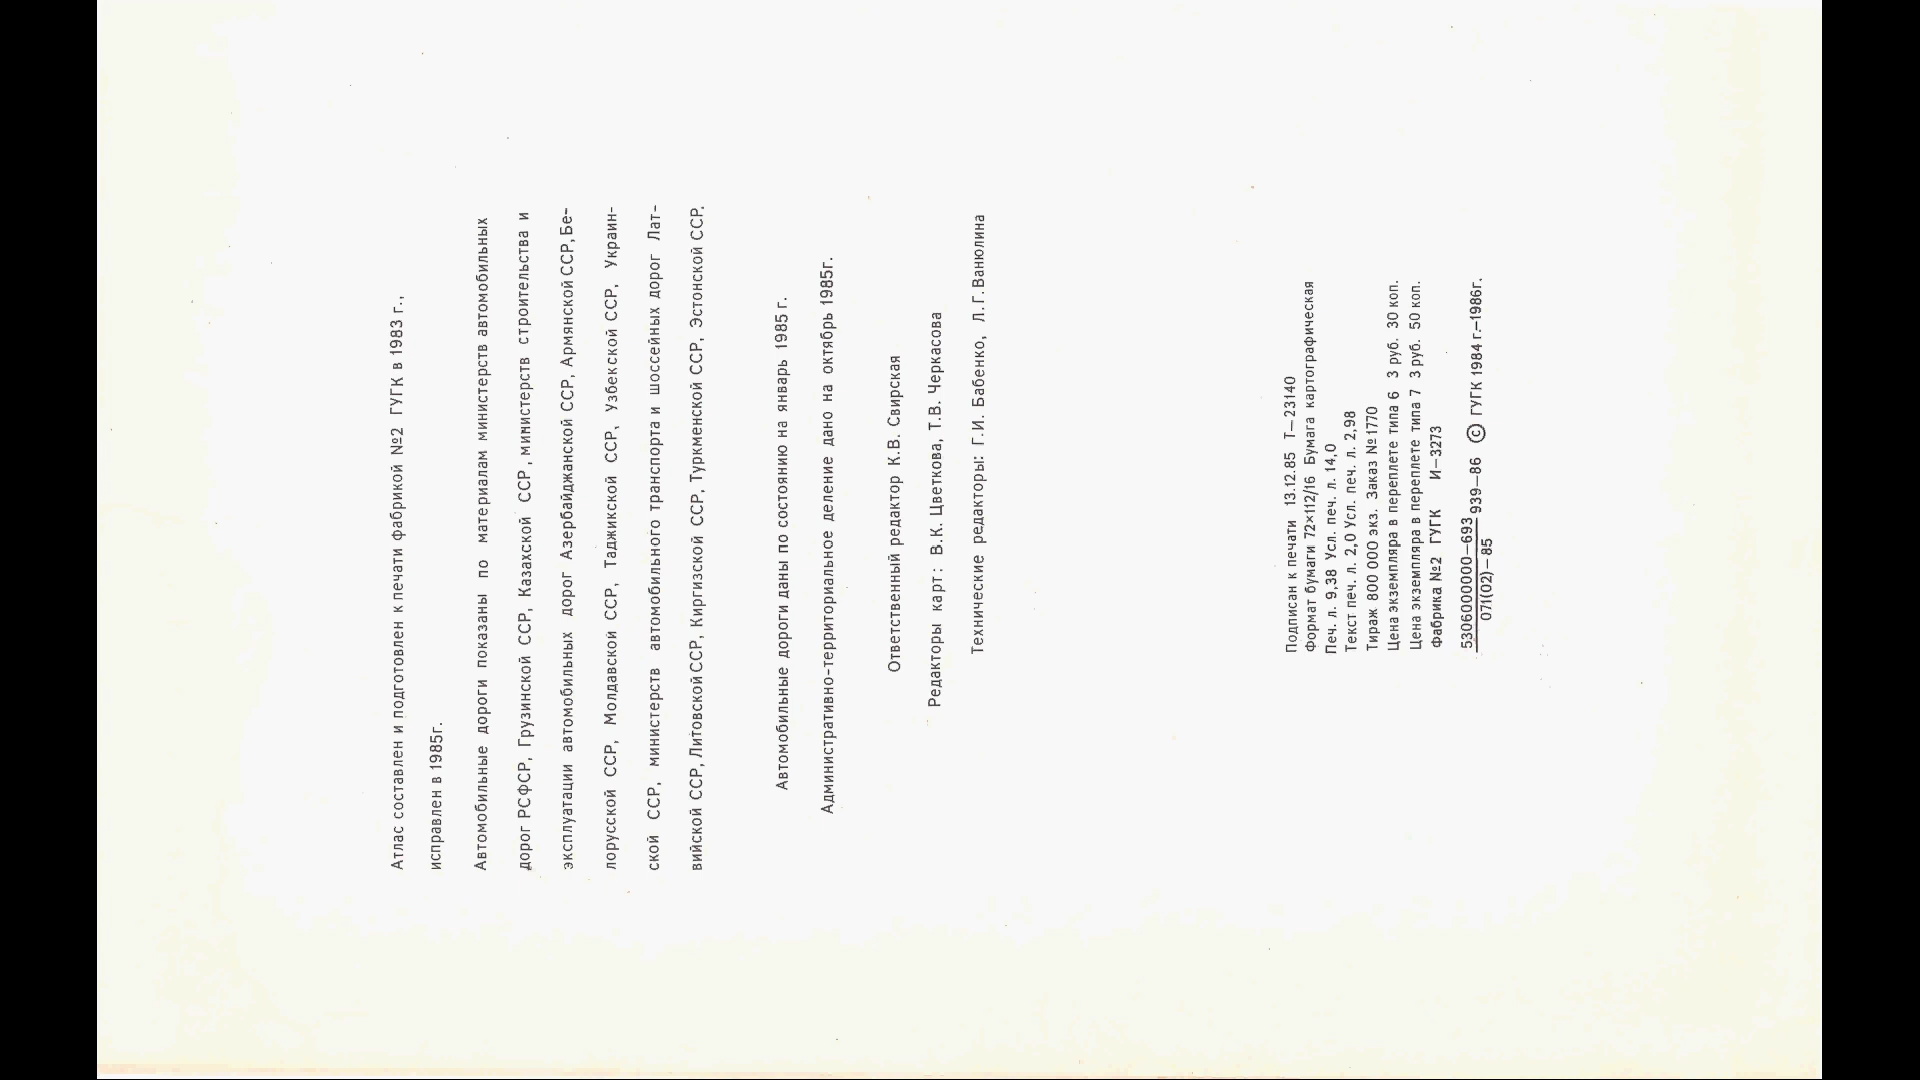 Атлас составлен и подготовлен к печати фабрикой №2 ГУГК в 1983 г.,
исправлен в 1985г.
Автомобильные дороги показаны по материалам министерств автомобильных
дорог РСФСР, Грузинской ССР, Казахской ССР, министерств строительства и
эксплуатации автомобильных дорог Азербайджанской ССР, Армянской ССР, Бе-
лорусской ССР, Молдавской ССР, Таджикской ССР, Узбекской ССР, Украин-
ской ССР, министерств автомобильного транспорта и шоссейных дорог Лат-
вийской ССР, Литовской ССР, Киргизской ССР, Туркменской ССР, Эстонской ССР.
Автомобильные дороги даны по состоянию на январь 1985 г.
Административно-территориальное деление дано на октябрь 1985г.
Ответственный редактор К.В. Свирская
Редакторы карт: В.К. Цветкова, Т.В. Черкасова
Технические редакторы: Г.И. Бабенко, Л.Г. Ванюлина
Подписан к печати 13.12.85 Т—23140
Формат бумаги 72×112/16 Бумага картографическая
Печ. л. 9,38 Усл. печ. л. 14,0
Текст печ. л. 2,0 Усл. печ. л. 2,98
Тираж 800 000 экз. Заказ №1770
Цена экземпляра в переплете типа 6 3 руб. 30 коп.
Цена экземпляра в переплете типа 7 3 руб. 50 коп.
Фабрика №2 ГУГК И—3273
5306000000—693 939—86 © ГУГК 1984 г.—1986г.
071(02)—85